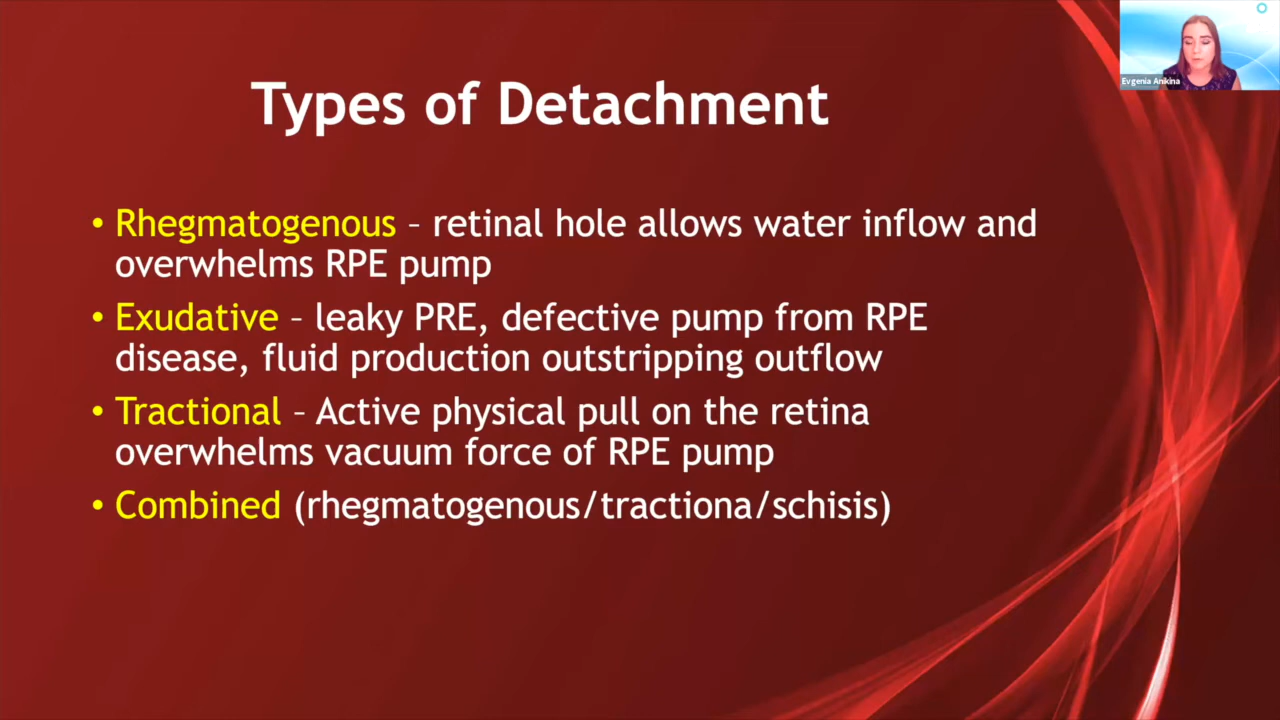 Evgenia Anikina
Types of Detachment
• Rhegmatogenous – retinal hole allows water inflow and
overwhelms RPE pump
• Exudative – leaky PRE, defective pump from RPE
disease, fluid production outstripping outflow
• Tractional – Active physical pull on the retina
overwhelms vacuum force of RPE pump
• Combined (rhegmatogenous/tractiona/schisis)